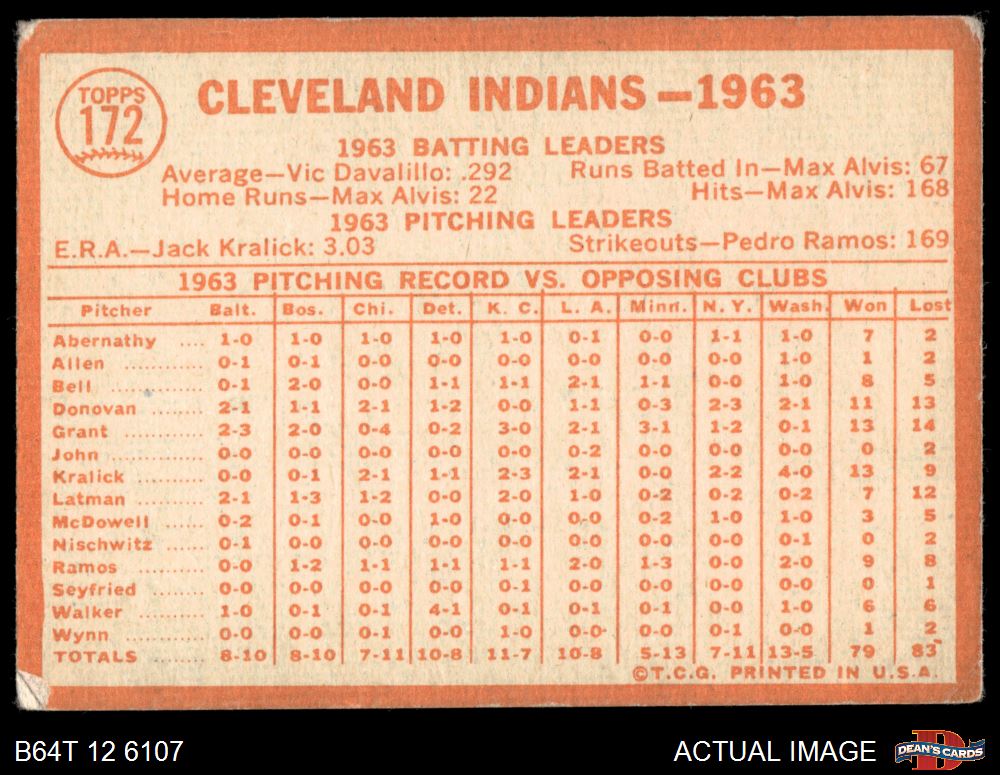 TOPPS
172
CLEVELAND INDIANS—1963
1963 BATTING LEADERS
Average—Vic Davalillo: .292 Runs Batted In—Max Alvis: 67
Home Runs—Max Alvis: 22 Hits—Max Alvis: 168
1963 PITCHING LEADERS
E.R.A.—Jack Kralick: 3.03 Strikeouts—Pedro Ramos: 169
1963 PITCHING RECORD VS. OPPOSING CLUBS
Pitcher Balt. Bos. Chi. Det. K. C. L. A. Minn. N. Y. Wash. Won Lost
Abernathy .... 1-0 1-0 1-0 1-0 1-0 0-1 0-0 1-1 1-0 7 2
Allen ........... 0-1 0-1 0-0 0-0 0-0 0-0 0-0 0-0 1-0 1 2
Bell ............. 0-1 2-0 0-0 1-1 1-1 2-1 1-1 0-0 1-0 8 5
Donovan ........ 2-1 1-1 2-1 1-2 0-0 1-1 0-3 2-3 2-1 11 13
Grant ........... 2-3 2-0 0-4 0-2 3-0 2-1 3-1 1-2 0-1 13 14
John ............ 0-0 0-0 0-0 0-0 0-0 0-2 0-0 0-0 0-0 0 2
Kralick ......... 0-0 0-1 2-1 1-1 2-3 2-1 0-0 2-2 4-0 13 9
Latman ......... 2-1 1-3 1-2 0-0 2-0 1-0 0-2 0-2 0-2 7 12
McDowell ...... 0-2 0-1 0-0 1-0 0-0 0-0 0-2 1-0 1-0 3 5
Nischwitz ...... 0-1 0-0 0-0 0-0 0-0 0-0 0-0 0-0 0-1 0 2
Ramos .......... 0-0 1-2 1-1 1-1 1-1 2-0 1-3 0-0 2-0 9 8
Seyfried ........ 0-0 0-0 0-0 0-0 0-1 0-0 0-0 0-0 0-0 0 1
Walker .......... 1-0 0-1 0-1 4-1 0-1 0-1 0-1 0-0 1-0 6 6
Wynn ........... 0-0 0-0 0-1 0-0 1-0 0-0 0-0 0-1 0-0 1 2
TOTALS ........ 8-10 8-10 7-11 10-8 11-7 10-8 5-13 7-11 13-5 79 83
©T.C.G. PRINTED IN U.S.A.
B64T 12 6107 ACTUAL IMAGE D DEAN'S CARDS